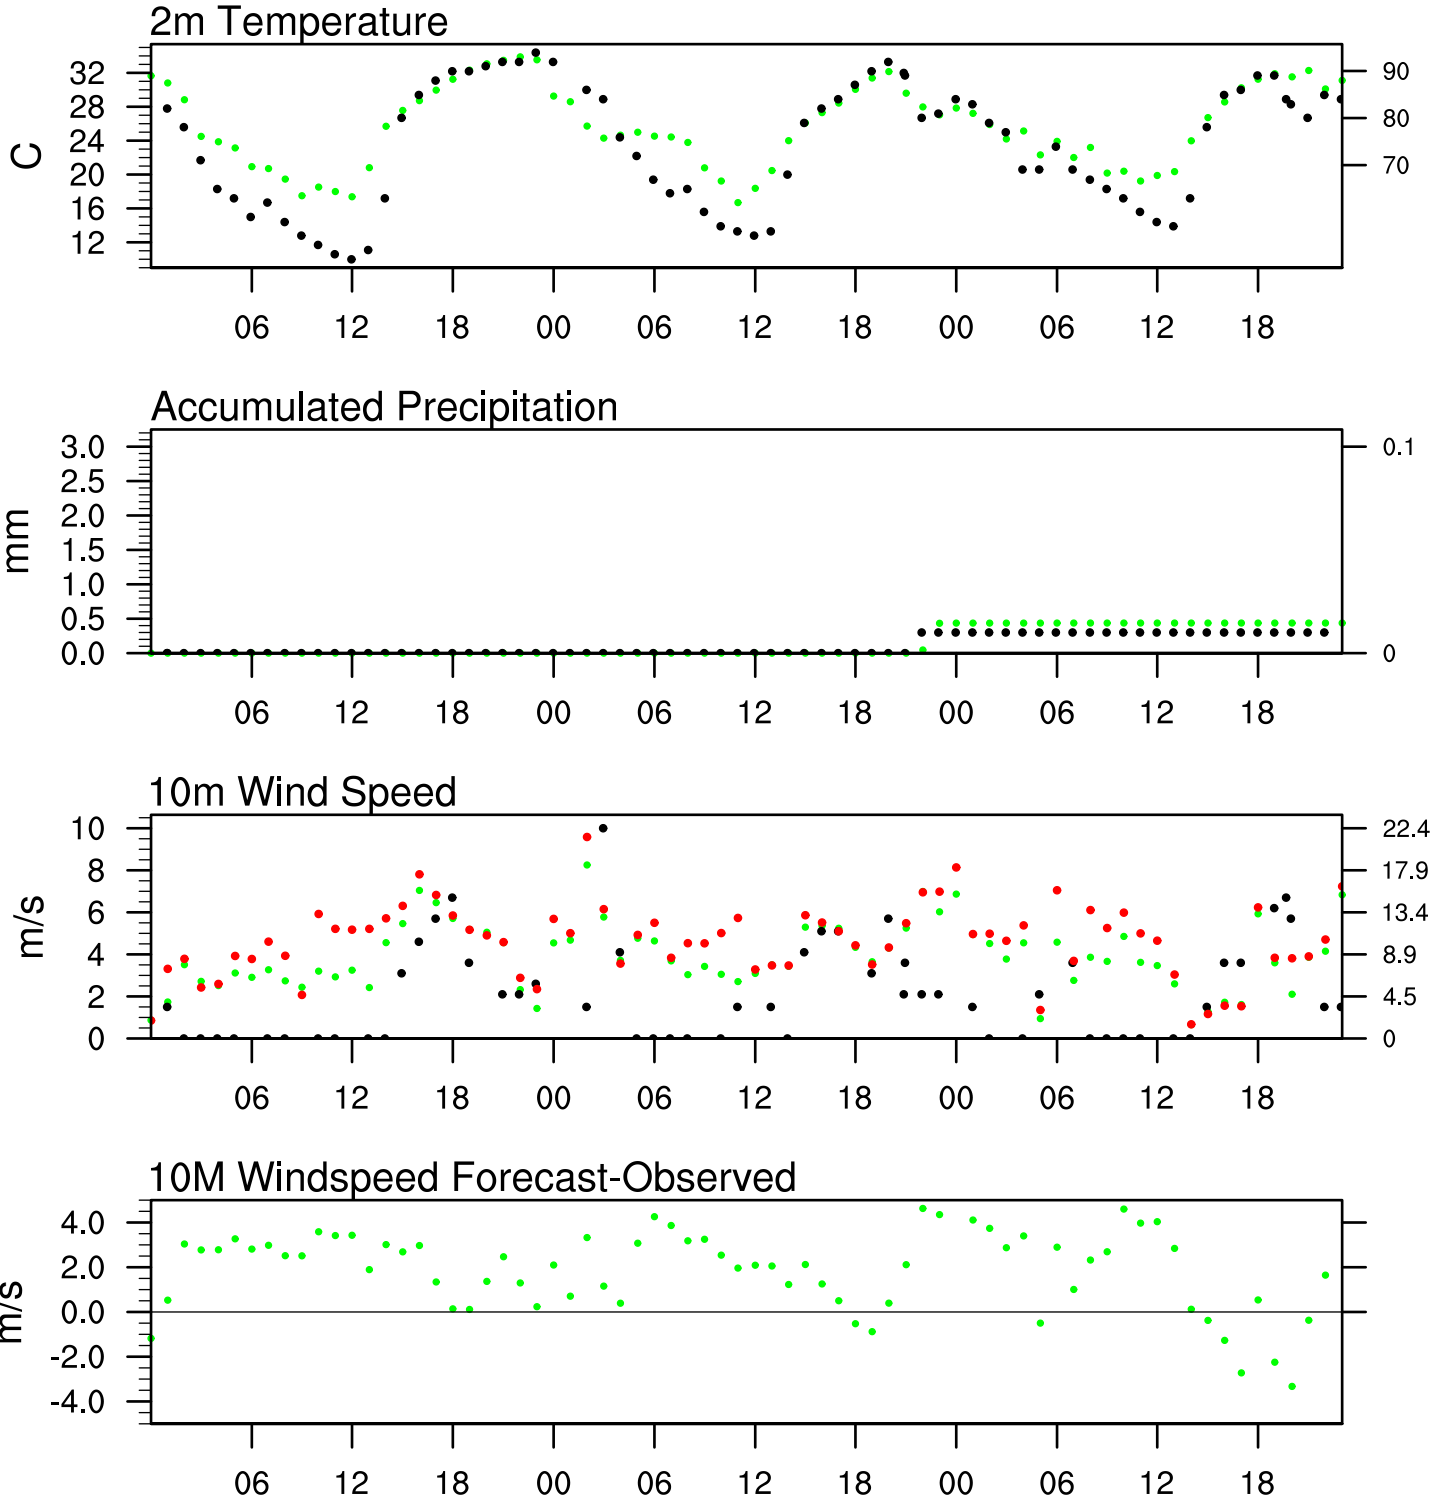 2m Temperature
32
28
24
20
16
12
C
90
80
70
06 12 18 00 06 12 18 00 06 12 18
Accumulated Precipitation
3.0
2.5
2.0
1.5
1.0
0.5
0.0
mm
0.1
0
06 12 18 00 06 12 18 00 06 12 18
10m Wind Speed
10
8
6
4
2
0
m/s
22.4
17.9
13.4
8.9
4.5
0
06 12 18 00 06 12 18 00 06 12 18
10M Windspeed Forecast-Observed
4.0
2.0
0.0
-2.0
-4.0
m/s
06 12 18 00 06 12 18 00 06 12 18